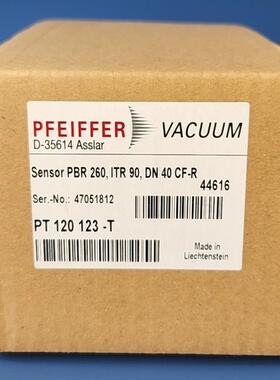 PFEIFFER VACUUM
D-35614 Asslar
Sensor PBR 260, ITR 90, DN 40 CF-R
44616
Ser.-No.: 47051812
PT 120 123 -T
Made in
Liechtenstein